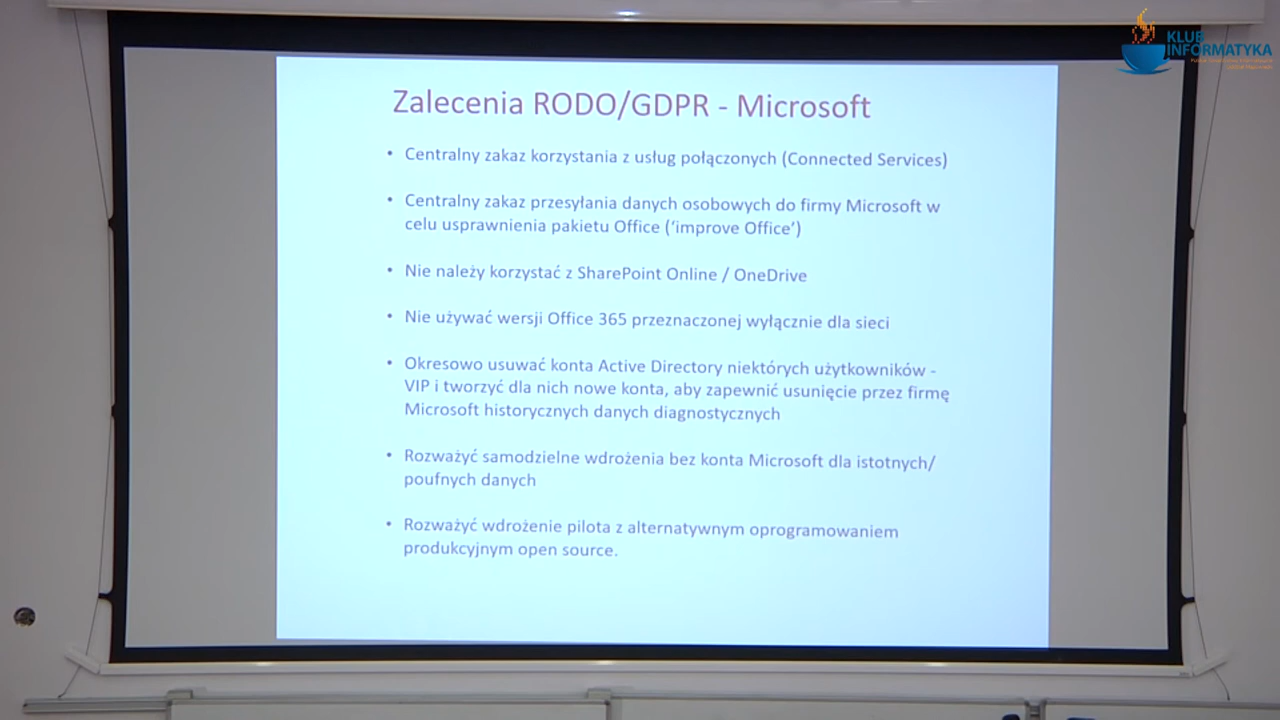 KLUB
INFORMATYKA
Zalecenia RODO/GDPR - Microsoft
• Centralny zakaz korzystania z usług połączonych (Connected Services)
• Centralny zakaz przesyłania danych osobowych do firmy Microsoft w
celu usprawnienia pakietu Office ('improve Office')
• Nie należy korzystać z SharePoint Online / OneDrive
• Nie używać wersji Office 365 przeznaczonej wyłącznie dla sieci
• Okresowo usuwać konta Active Directory niektórych użytkowników -
VIP i tworzyć dla nich nowe konta, aby zapewnić usunięcie przez firmę
Microsoft historycznych danych diagnostycznych
• Rozważyć samodzielne wdrożenia bez konta Microsoft dla istotnych/
poufnych danych
• Rozważyć wdrożenie pilota z alternatywnym oprogramowaniem
produkcyjnym open source.